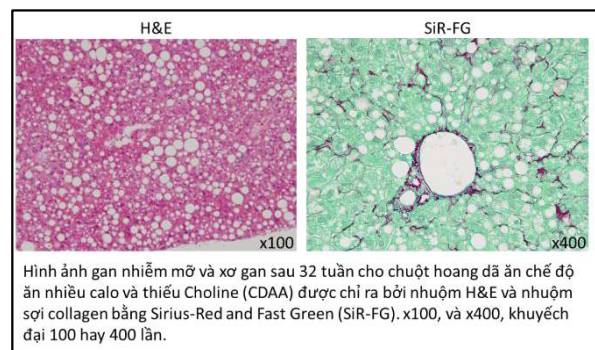 H&E
SiR-FG
x100
x400
Hình ảnh gan nhiễm mỡ và xơ gan sau 32 tuần cho chuột hoang dã ăn chế độ
ăn nhiều calo và thiếu Choline (CDAA) được chỉ ra bởi nhuộm H&E và nhuộm
sợi collagen bằng Sirius-Red and Fast Green (SiR-FG). x100, và x400, khuyếch
đại 100 hay 400 lần.